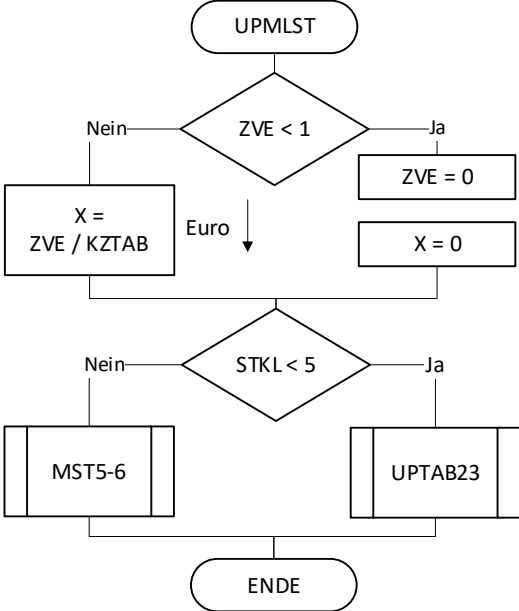 UPMLST
ZVE < 1
Nein
Ja
ZVE = 0
X =
ZVE / KZTAB
Euro
X = 0
STKL < 5
Nein
Ja
MST5-6
UPTAB23
ENDE